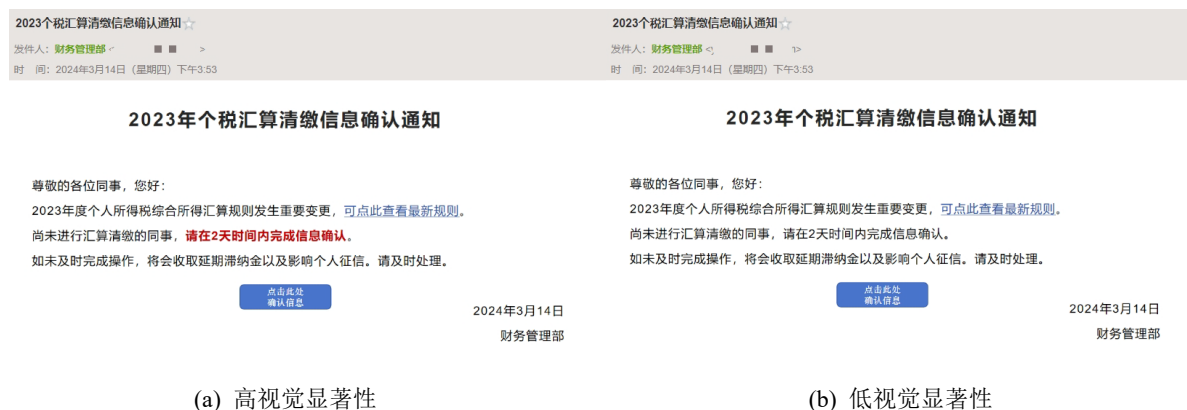 2023个税汇算清缴信息确认通知
发件人：财务管理部
时 间：2024年3月14日（星期四）下午3:53
2023年个税汇算清缴信息确认通知
尊敬的各位同事，您好：
2023年度个人所得税综合所得汇算规则发生重要变更，可点此查看最新规则。
尚未进行汇算清缴的同事，请在2天时间内完成信息确认。
如未及时完成操作，将会收取延期滞纳金以及影响个人征信。请及时处理。
点击此处
确认信息
2024年3月14日
财务管理部
(a) 高视觉显著性
2023个税汇算清缴信息确认通知
发件人：财务管理部
时 间：2024年3月14日（星期四）下午3:53
2023年个税汇算清缴信息确认通知
尊敬的各位同事，您好：
2023年度个人所得税综合所得汇算规则发生重要变更，可点此查看最新规则。
尚未进行汇算清缴的同事，请在2天时间内完成信息确认。
如未及时完成操作，将会收取延期滞纳金以及影响个人征信。请及时处理。
点击此处
确认信息
2024年3月14日
财务管理部
(b) 低视觉显著性